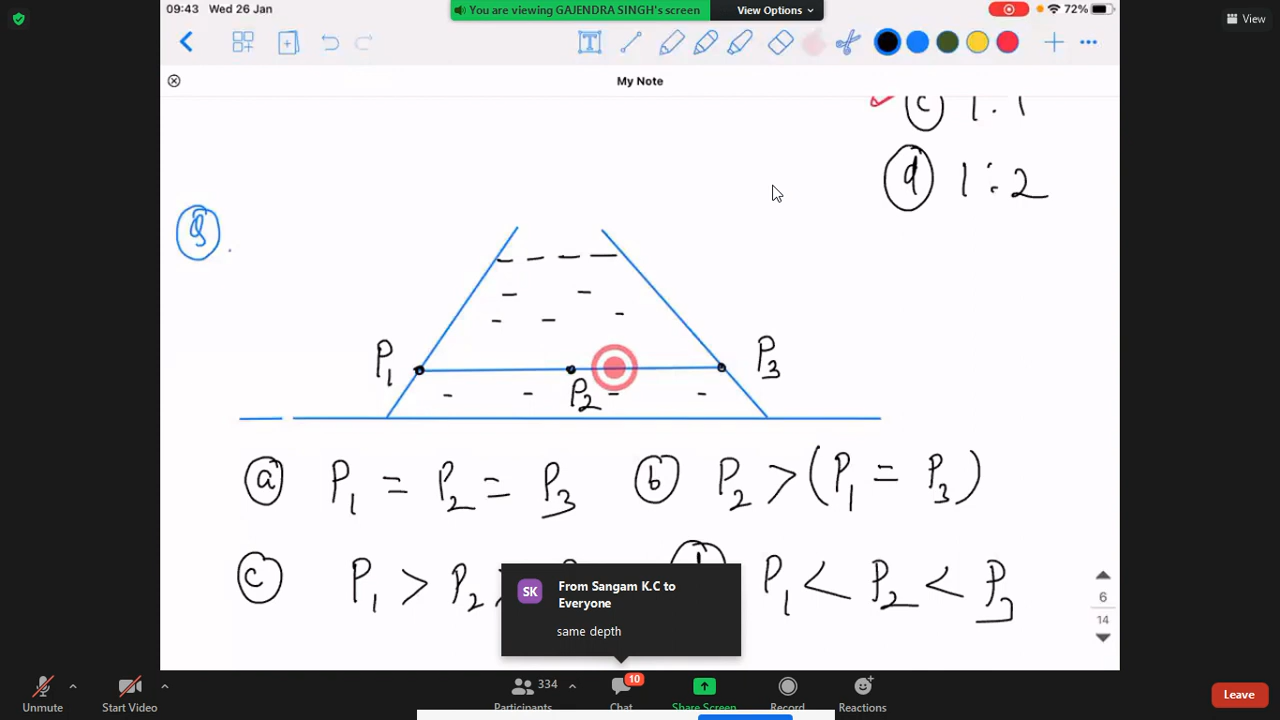 09:43 Wed 26 Jan
You are viewing GAJENDRA SINGH's screen
View Options
72%
View
My Note
(c) 1:1
(d) 1:2
P1
P3
P2
(a) P1 = P2 = P3 (b) P2 > (P1 = P3)
(c) P1 > P2 P1 < P2 < P3
From Sangam K.C to
Everyone
same depth
SK
6
14
334
10
Unmute
Start Video
Participants
Chat
Share Screen
Record
Reactions
Leave